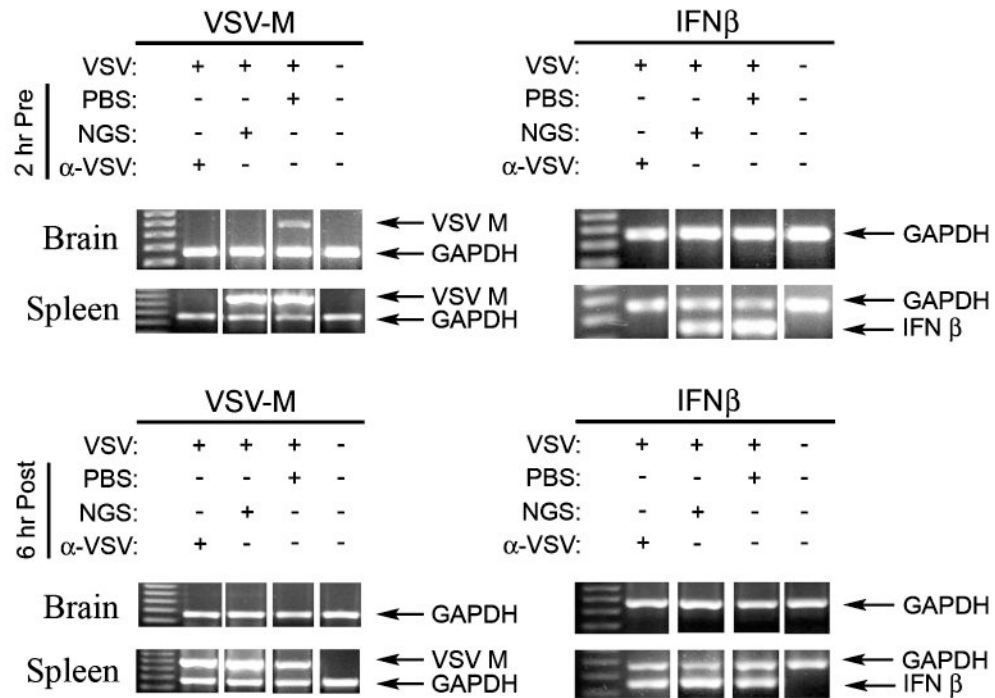 VSV-M
VSV: + + + -
PBS: - - + -
NGS: - + - -
α-VSV: + - - -
2 hr Pre
Brain
VSV M
GAPDH
Spleen
VSV M
GAPDH
IFNβ
VSV: + + + -
PBS: - - + -
NGS: - + - -
α-VSV: + - - -
GAPDH
GAPDH
IFN β
VSV-M
VSV: + + + -
PBS: - - + -
NGS: - + - -
α-VSV: + - - -
6 hr Post
Brain
GAPDH
Spleen
VSV M
GAPDH
IFNβ
VSV: + + + -
PBS: - - + -
NGS: - + - -
α-VSV: + - - -
GAPDH
GAPDH
IFN β